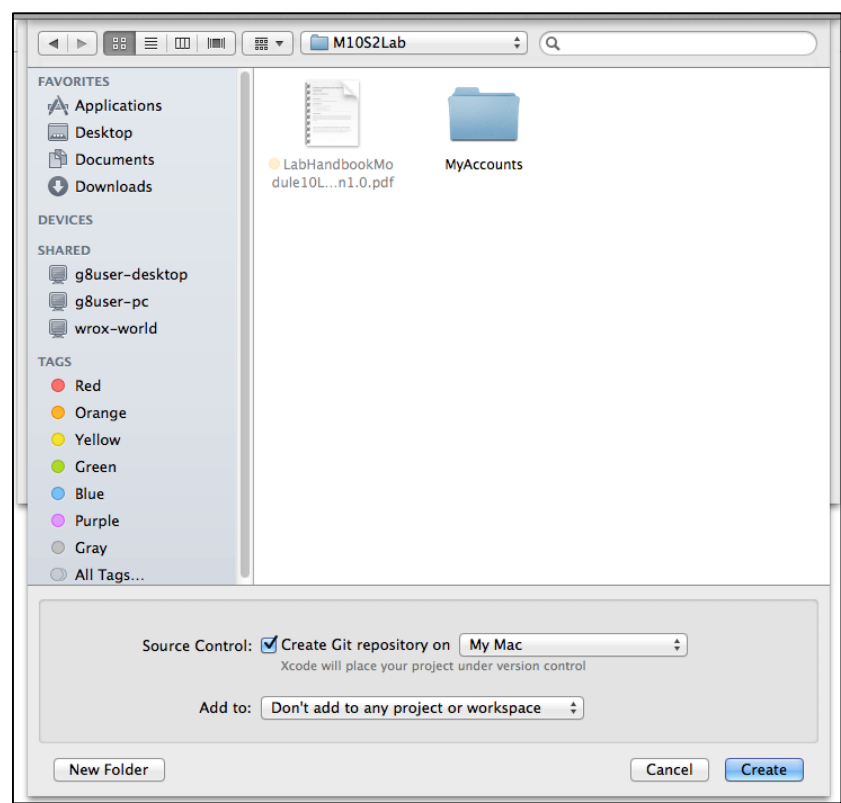 M10S2Lab
FAVORITES
Applications
Desktop
Documents
Downloads
DEVICES
SHARED
g8user-desktop
g8user-pc
wrox-world
TAGS
Red
Orange
Yellow
Green
Blue
Purple
Gray
All Tags...
LabHandbookMo
dule10L...n1.0.pdf
MyAccounts
Source Control: Create Git repository on My Mac
Xcode will place your project under version control
Add to: Don't add to any project or workspace
New Folder Cancel Create